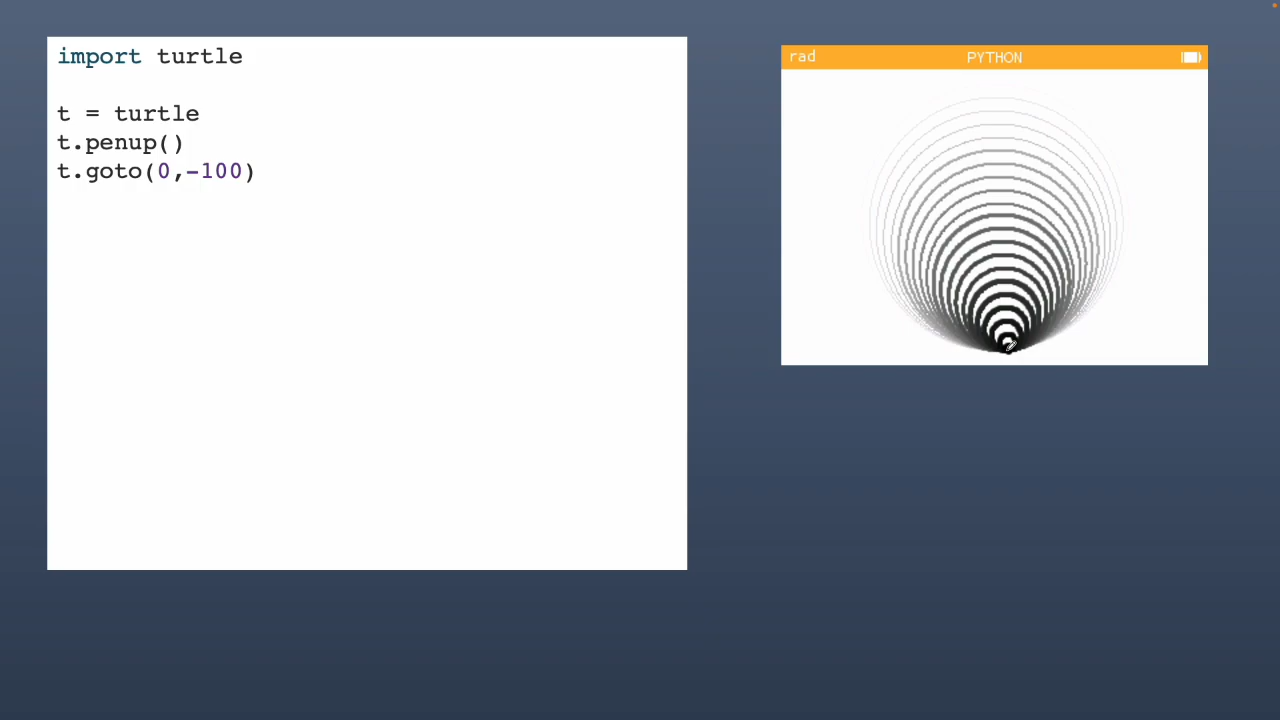 import turtle
t = turtle
t.penup()
t.goto(0,-100)
rad PYTHON